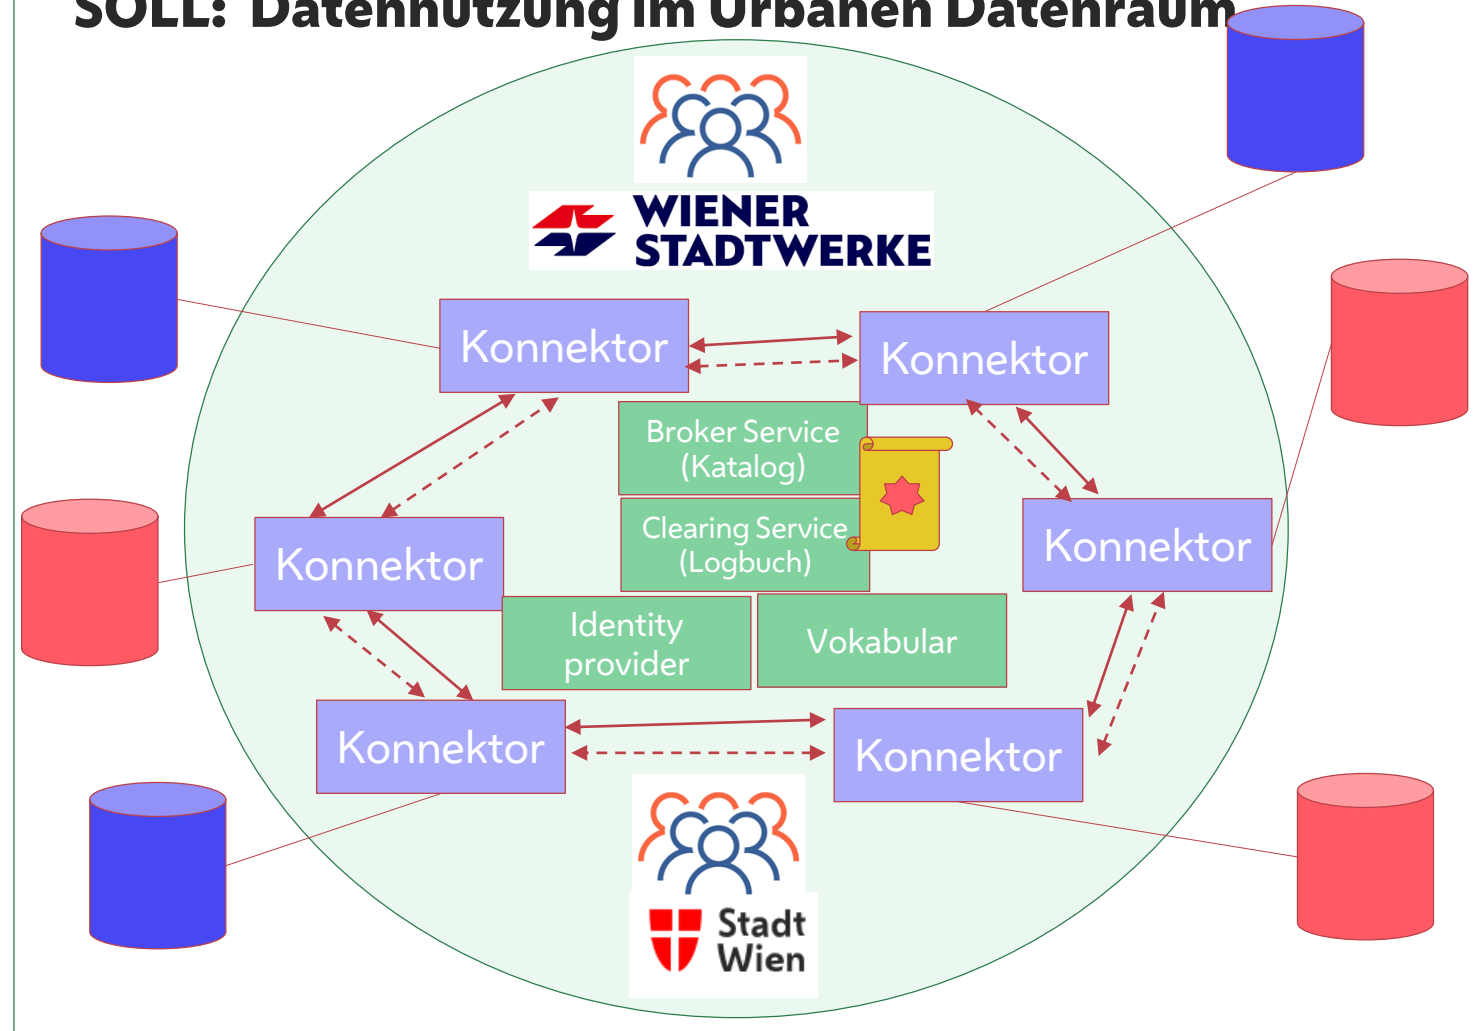 SOLL: Datennutzung im Urbanen Datenraum
WIENER
STADTWERKE
Konnektor
Konnektor
Broker Service
(Katalog)
Clearing Service
(Logbuch)
Konnektor
Konnektor
Identity
provider
Vokabular
Konnektor
Konnektor
Stadt
Wien